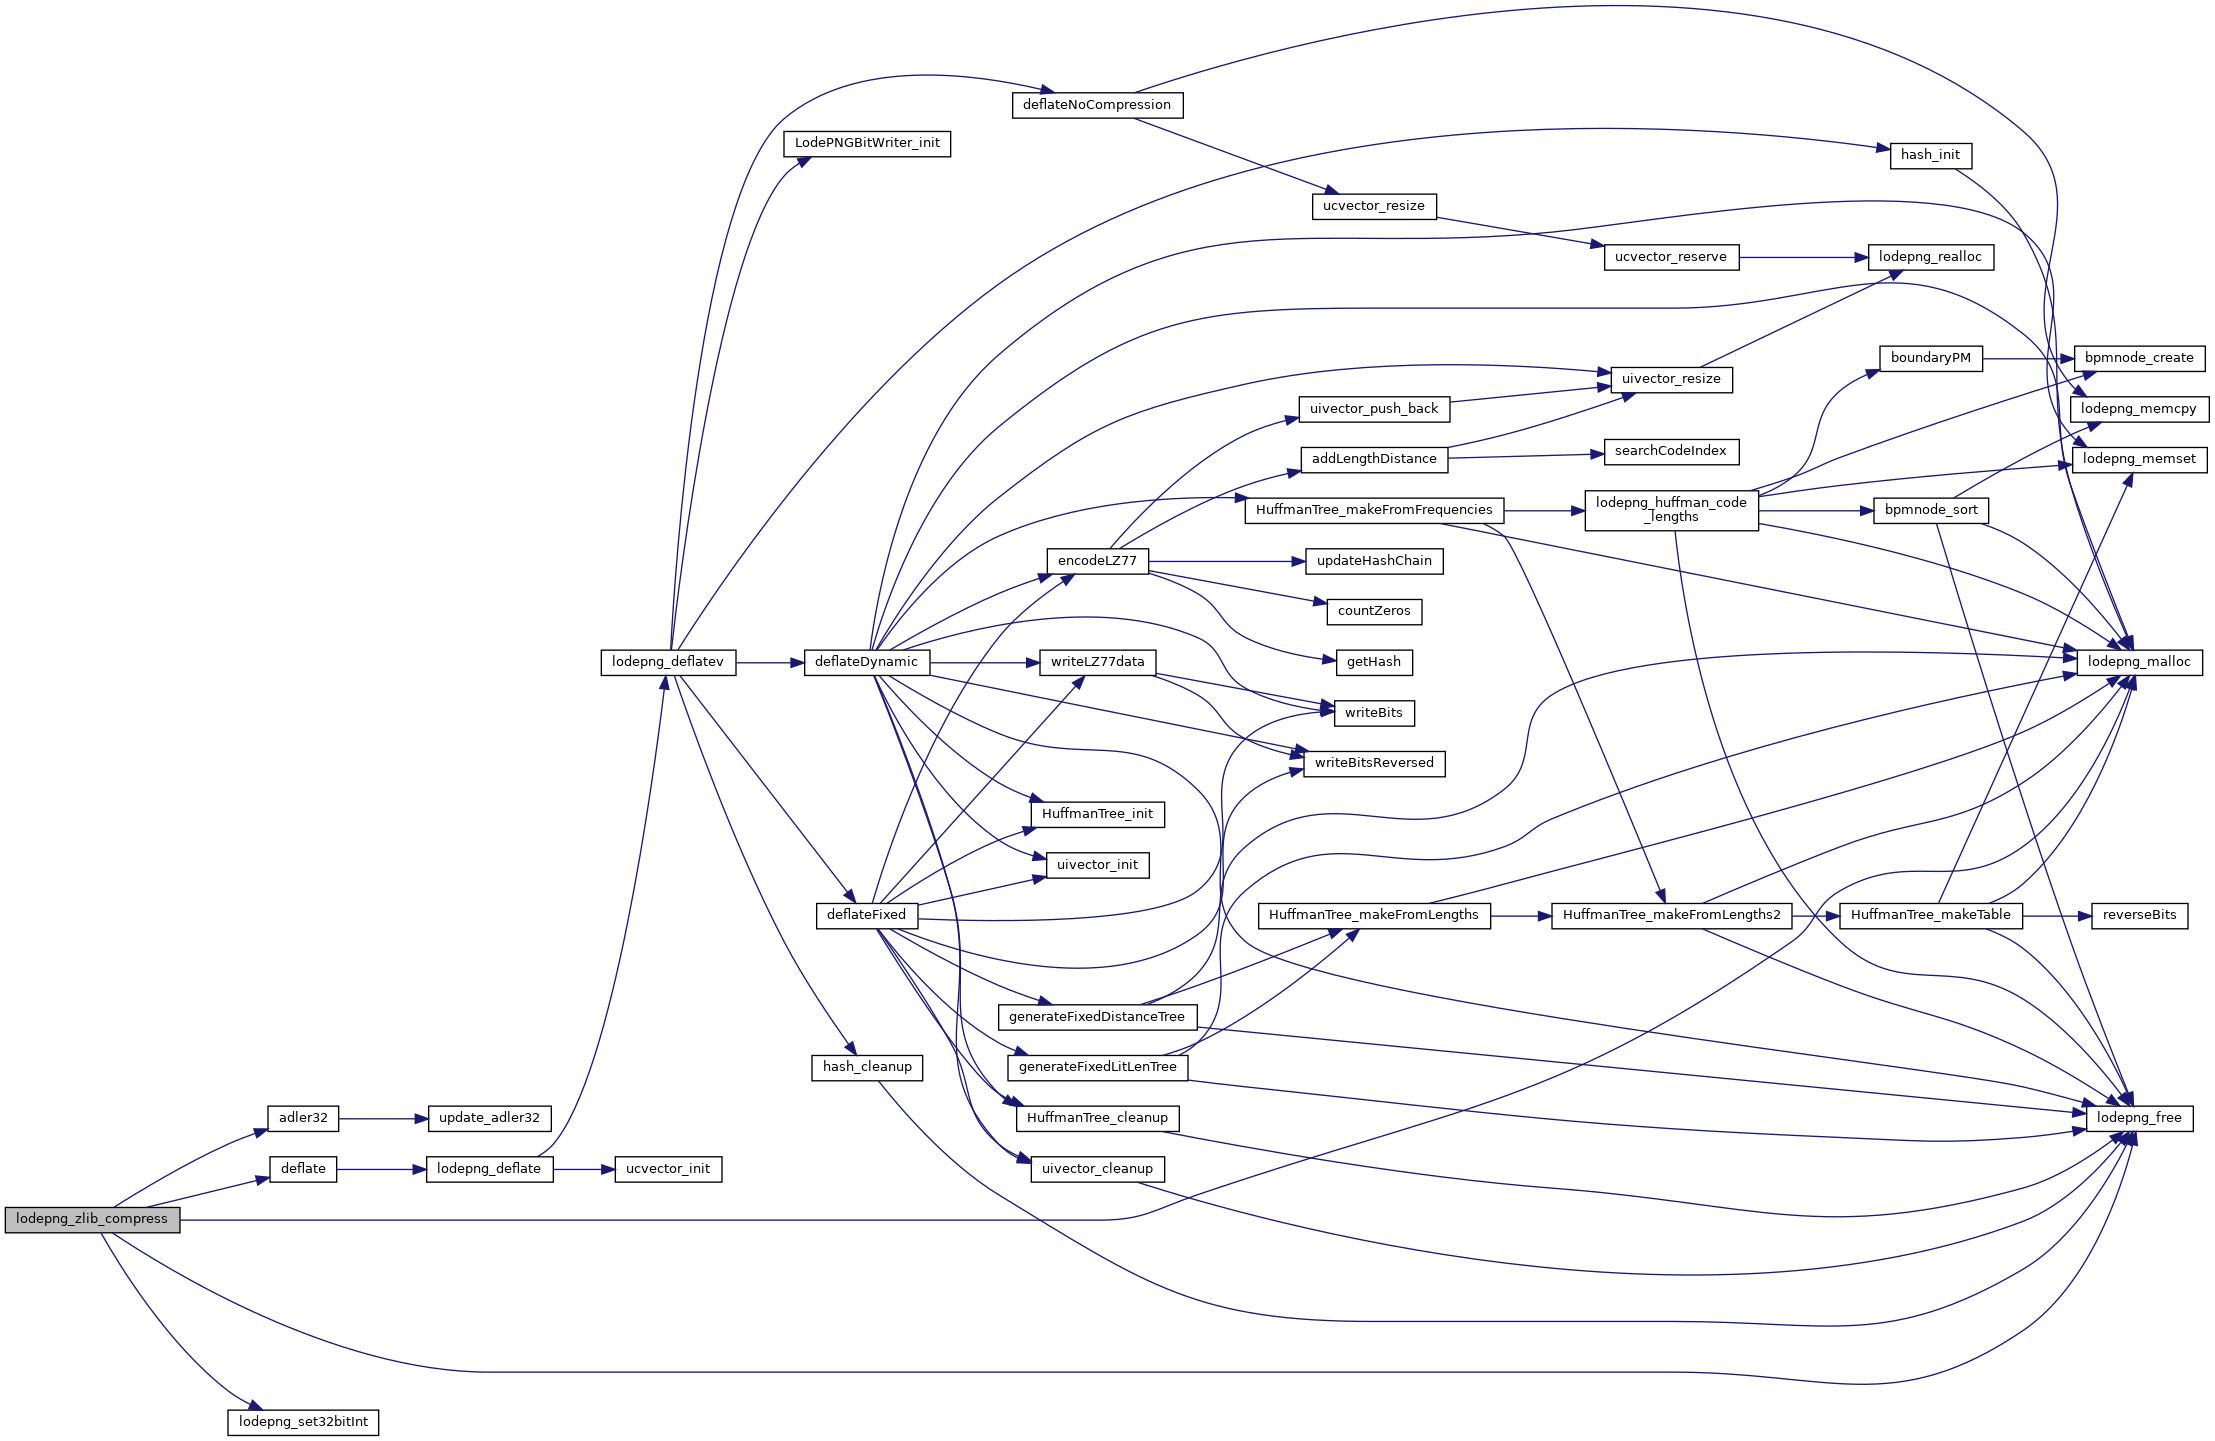 deflateNoCompression
LodePNGBitWriter_init
hash_init
ucvector_resize
ucvector_reserve
lodepng_realloc
boundaryPM
bpmnode_create
uivector_resize
uivector_push_back
lodepng_memcpy
addLengthDistance
searchCodeIndex
lodepng_memset
HuffmanTree_makeFromFrequencies
lodepng_huffman_code
_lengths
bpmnode_sort
encodeLZ77
updateHashChain
countZeros
lodepng_deflatev
deflateDynamic
writeLZ77data
getHash
lodepng_malloc
writeBits
writeBitsReversed
HuffmanTree_init
uivector_init
deflateFixed
HuffmanTree_makeFromLengths
HuffmanTree_makeFromLengths2
HuffmanTree_makeTable
reverseBits
generateFixedDistanceTree
hash_cleanup
generateFixedLitLenTree
adler32
update_adler32
HuffmanTree_cleanup
lodepng_free
deflate
lodepng_deflate
ucvector_init
uivector_cleanup
lodepng_zlib_compress
lodepng_set32bitInt